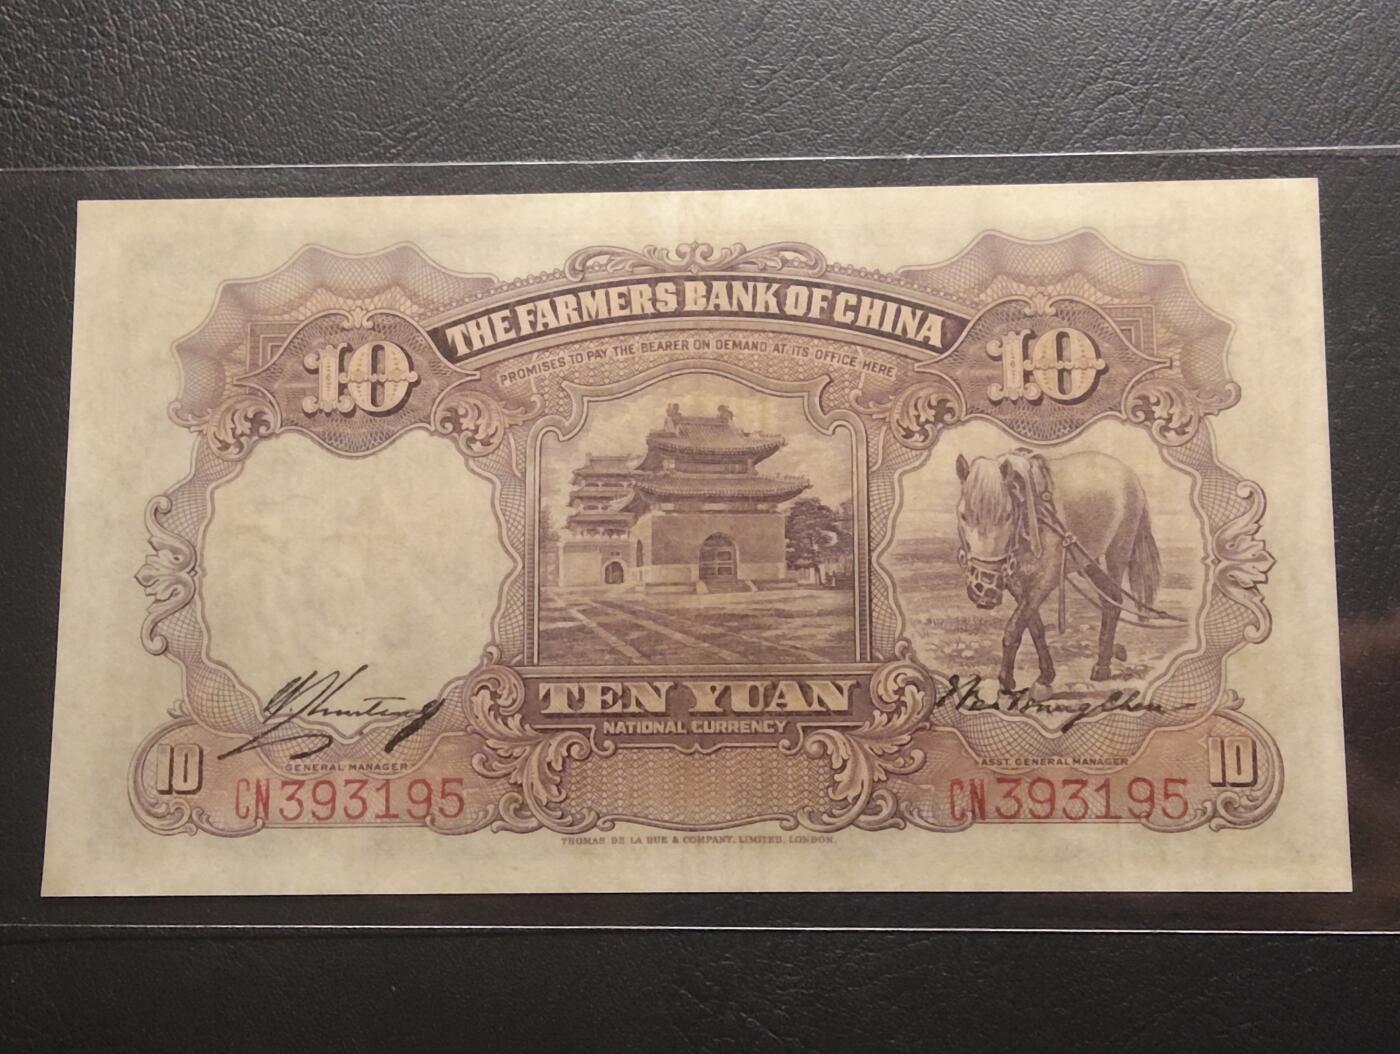 THE FARMERS BANK OF CHINA
PROMISES TO PAY THE BEARER ON DEMAND AT ITS OFFICE HERE
10
10
TEN YUAN
NATIONAL CURRENCY
GENERAL MANAGER
ASST. GENERAL MANAGER
10
10
CN393195
CN393195
THOMAS DE LA RUE & COMPANY, LIMITED, LONDON.